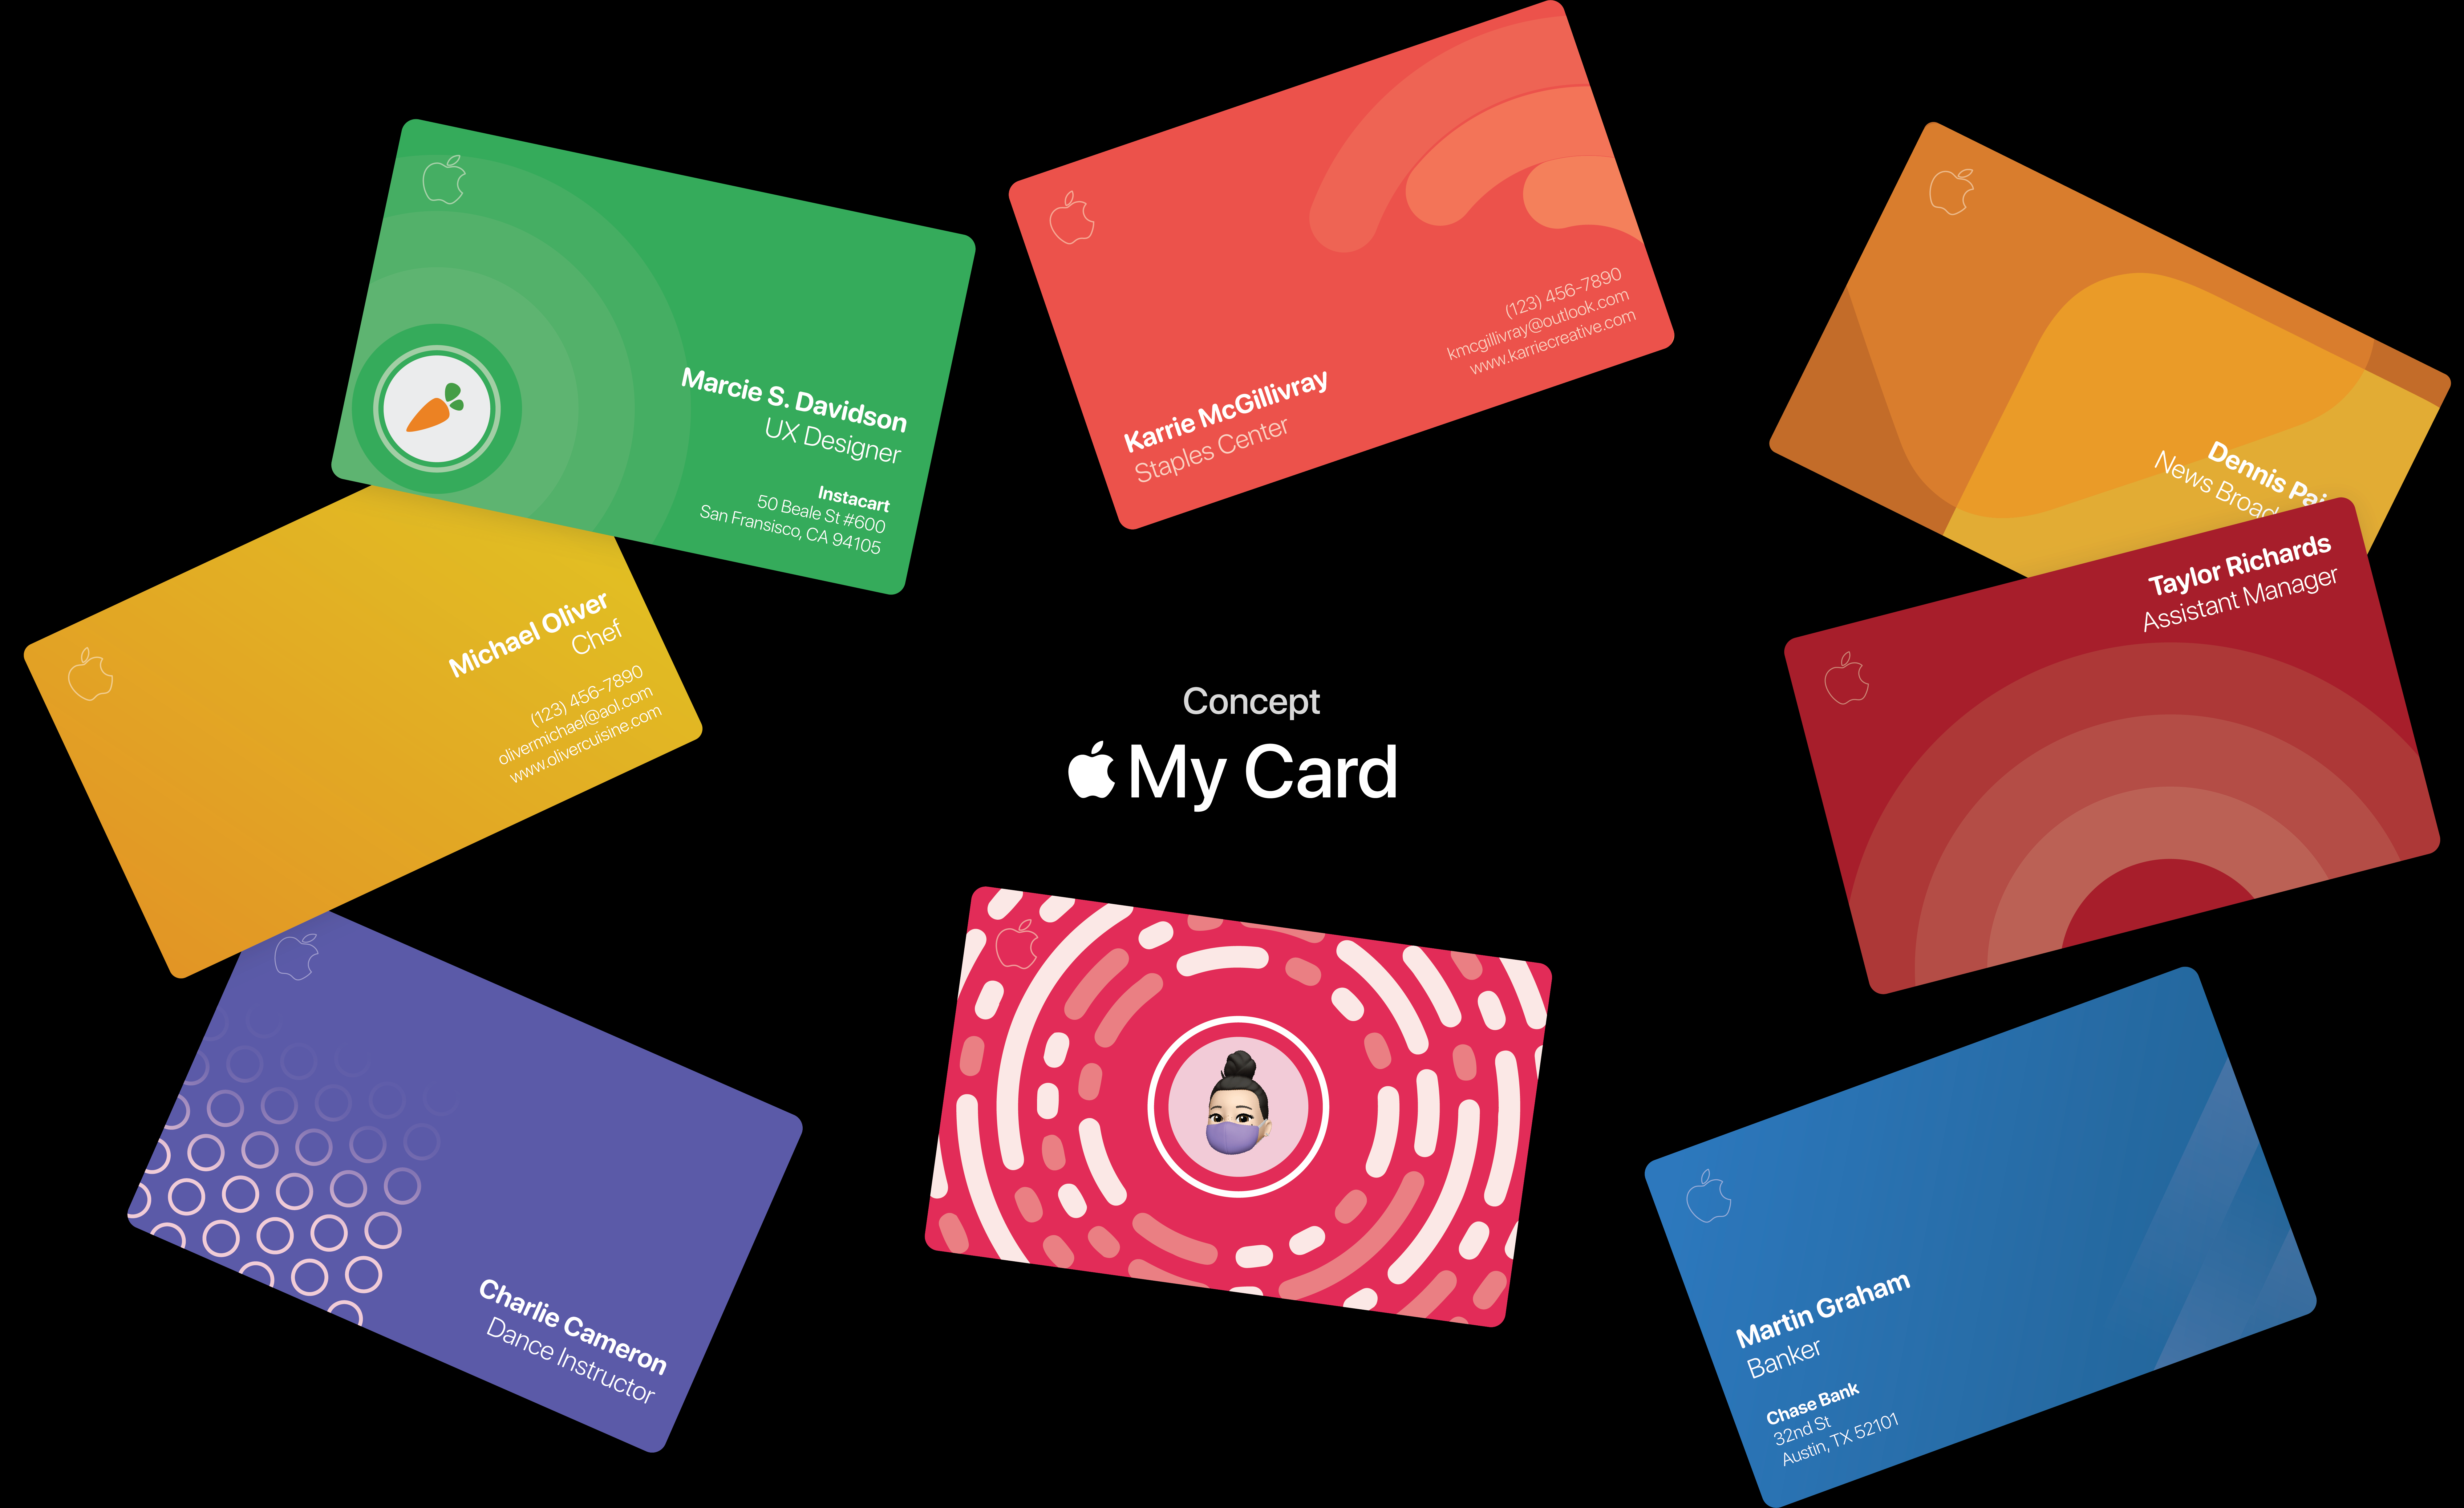 Marcie S. Davidson
UX Designer
Instacart
50 Beale St #600
San Fransisco, CA 94105
Karrie McGillivray
Staples Center
(123) 456-7890
kmcgillivray@outlook.com
www.karriecreative.com
Dennis
News
Michael Oliver
Chef
(123) 456-7890
olivermichael@aol.com
www.olivercuisine.com
Concept
My Card
Taylor Richards
Assistant Manager
Charlie Cameron
Dance Instructor
Martin Graham
Banker
Chase Bank
32nd St
Austin, TX 52101